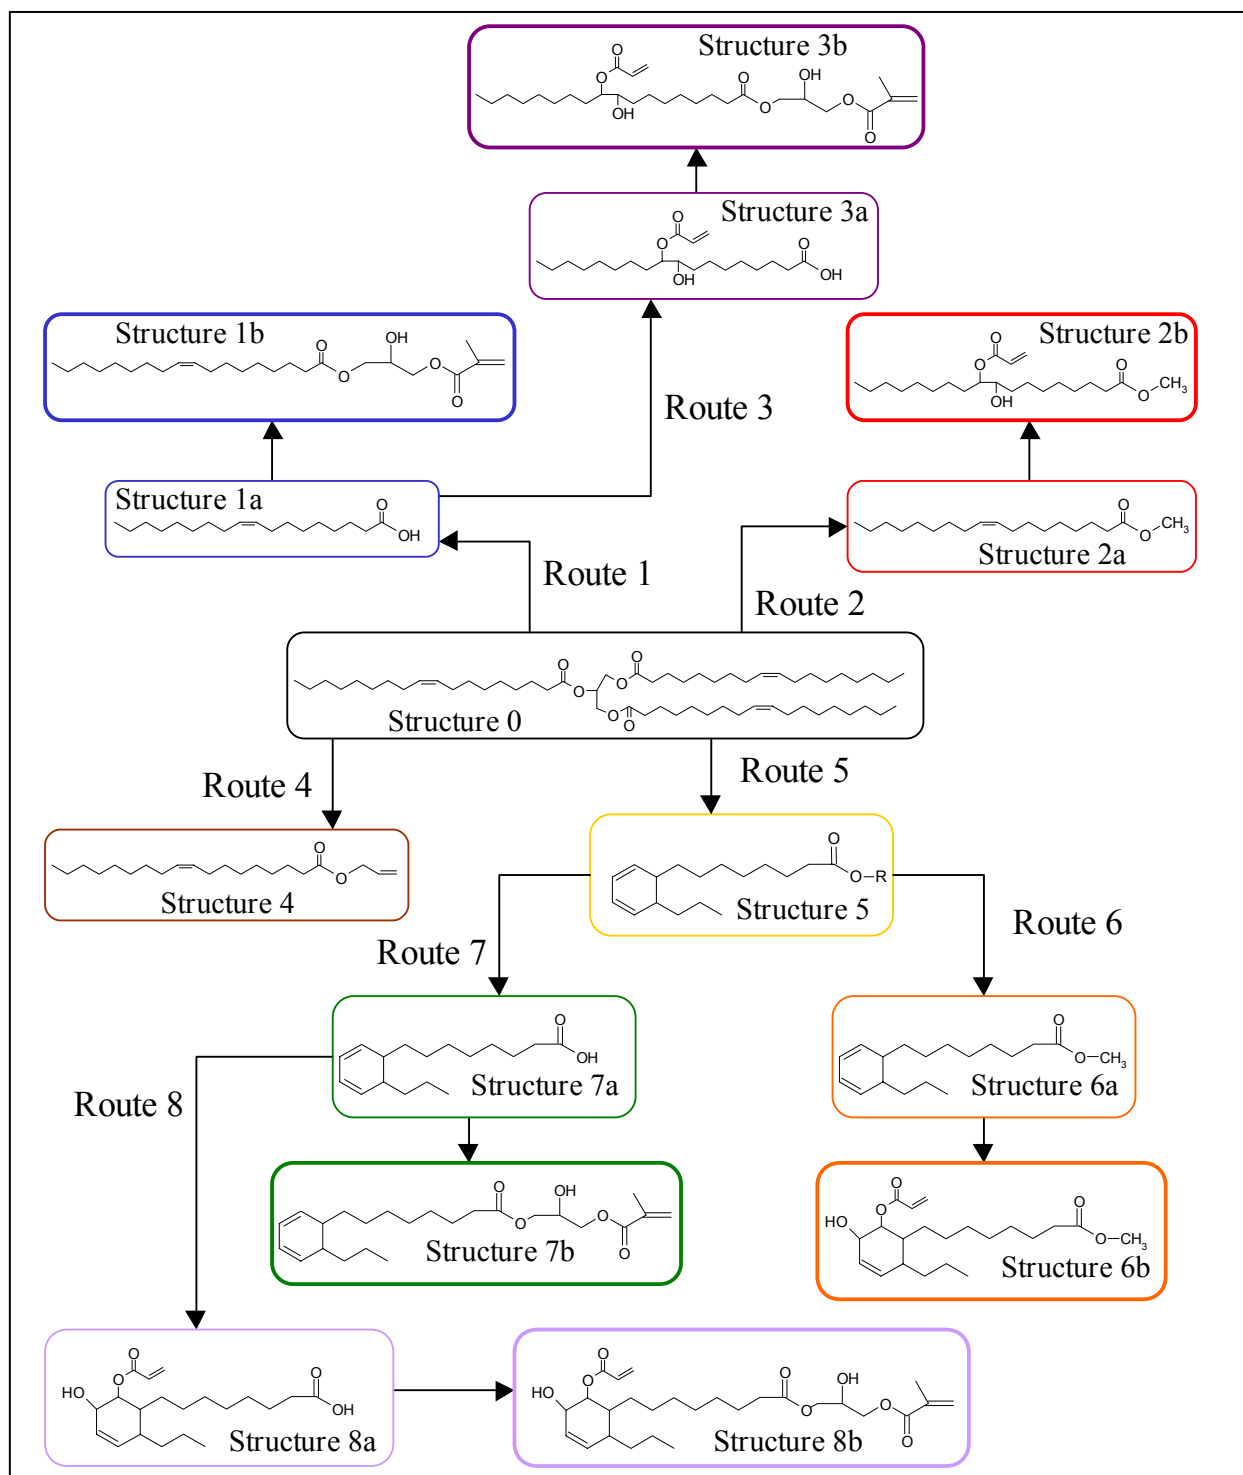 Structure 3b
O
O
OH
O
O
OH
O
O
Structure 3a
O
O
O
OH
OH
Structure 1b
O
OH
O
O
O
Structure 2b
O
O
O
OH
O
CH3
Route 3
Structure 1a
O
OH
O
O
CH3
Structure 2a
Route 1
Route 2
O
O
O
O
O
O
Structure 0
Route 4
Route 5
O
O
Structure 4
O
O–R
Structure 5
Route 7
Route 6
O
OH
Structure 7a
O
O–CH3
Structure 6a
Route 8
O
OH
O
O
O
Structure 7b
O
O
HO
O
O–CH3
Structure 6b
O
O
HO
O
OH
Structure 8a
O
O
HO
O
OH
O
O
O
Structure 8b